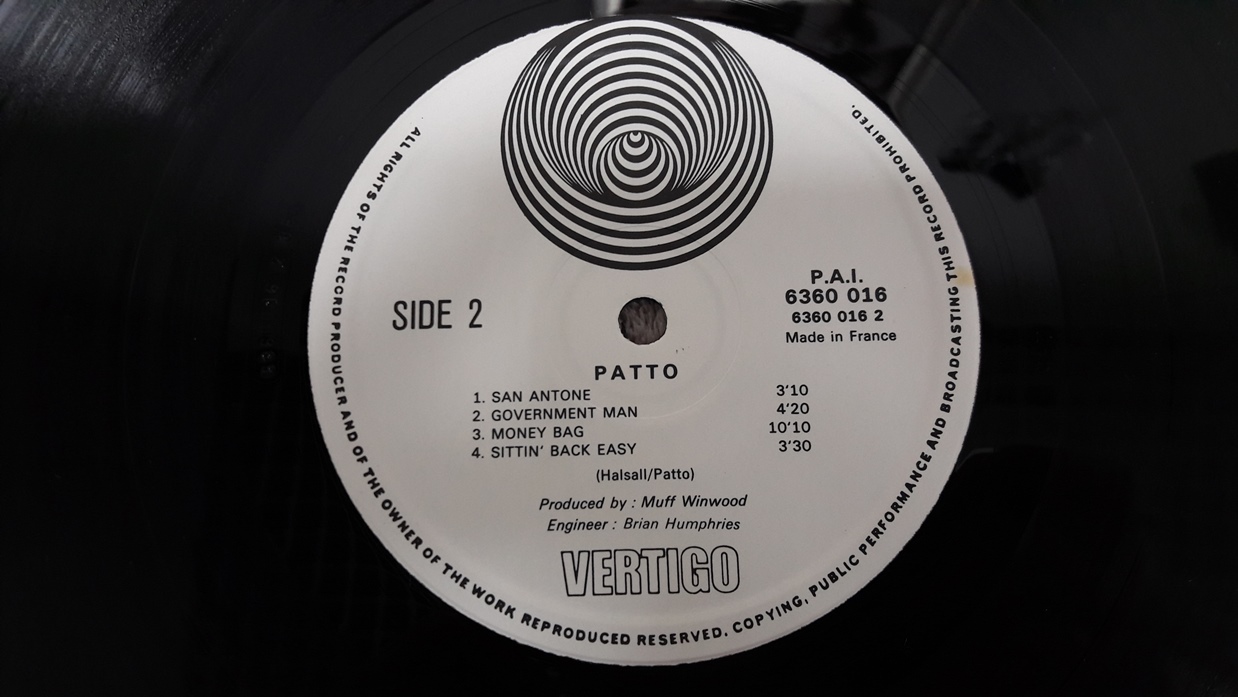 ALL RIGHTS OF THE RECORD PRODUCER AND OF THE OWNER OF THE WORK REPRODUCED RESERVED. COPYING, PUBLIC PERFORMANCE AND BROADCASTING THIS RECORD PROHIBITED.
SIDE 2
P.A.I.
6360 016
6360 016 2
Made in France
PATTO
1. SAN ANTONE 3'10
2. GOVERNMENT MAN 4'20
3. MONEY BAG 10'10
4. SITTIN' BACK EASY 3'30
(Halsall/Patto)
Produced by : Muff Winwood
Engineer : Brian Humphries
VERTIGO